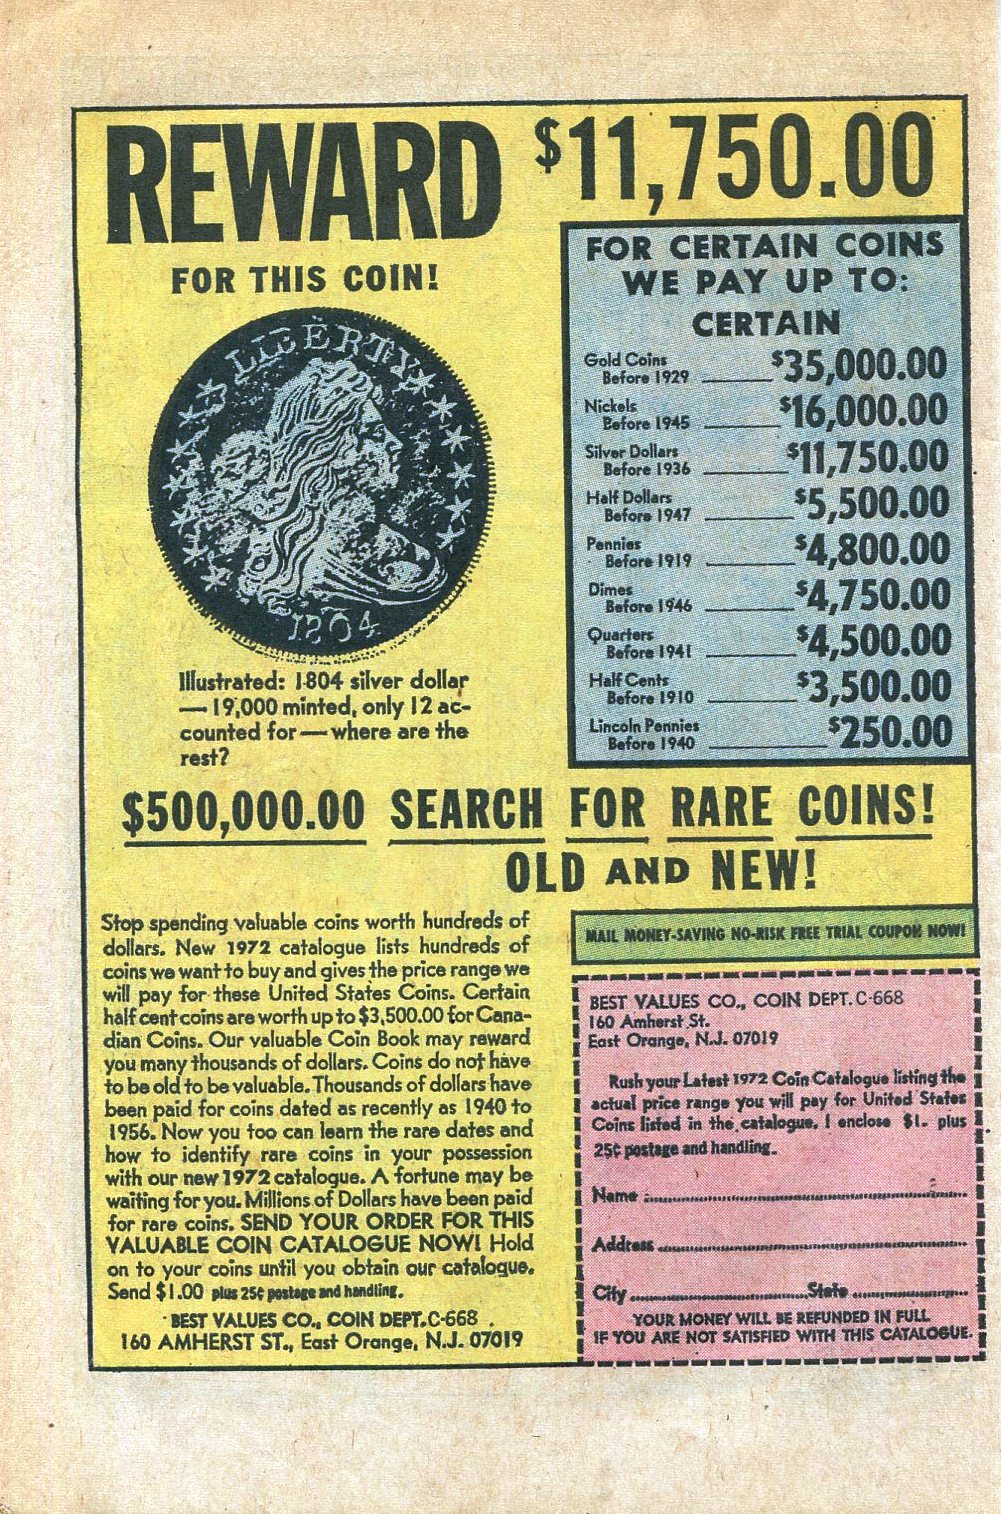 REWARD $11,750.00
FOR THIS COIN!
LIBERTY
1804
Illustrated: 1804 silver dollar
— 19,000 minted, only 12 ac-
counted for — where are the
rest?
FOR CERTAIN COINS
WE PAY UP TO:
CERTAIN
Gold Coins
Before 1929 $35,000.00
Nickels
Before 1945 $16,000.00
Silver Dollars
Before 1936 $11,750.00
Half Dollars
Before 1947 $5,500.00
Pennies
Before 1919 $4,800.00
Dimes
Before 1946 $4,750.00
Quarters
Before 1941 $4,500.00
Half Cents
Before 1910 $3,500.00
Lincoln Pennies
Before 1940 $250.00
$500,000.00 SEARCH FOR RARE COINS!
OLD AND NEW!
Stop spending valuable coins worth hundreds of
dollars. New 1972 catalogue lists hundreds of
coins we want to buy and gives the price range we
will pay for these United States Coins. Certain
half cent coins are worth up to $3,500.00 for Cana-
dian Coins. Our valuable Coin Book may reward
you many thousands of dollars. Coins do not have
to be old to be valuable. Thousands of dollars have
been paid for coins dated as recently as 1940 to
1956. Now you too can learn the rare dates and
how to identify rare coins in your possession
with our new 1972 catalogue. A fortune may be
waiting for you. Millions of Dollars have been paid
for rare coins. SEND YOUR ORDER FOR THIS
VALUABLE COIN CATALOGUE NOW! Hold
on to your coins until you obtain our catalogue.
Send $1.00 plus 25¢ postage and handling.
BEST VALUES CO., COIN DEPT. C-668
160 AMHERST ST., East Orange, N.J. 07019
MAIL MONEY-SAVING NO-RISK FREE TRIAL COUPON NOW!
BEST VALUES CO., COIN DEPT. C-668
160 Amherst St.
East Orange, N.J. 07019
Rush your Latest 1972 Coin Catalogue listing the
actual price range you will pay for United States
Coins listed in the catalogue. I enclose $1. plus
25¢ postage and handling.
Name
Address
City State
YOUR MONEY WILL BE REFUNDED IN FULL
IF YOU ARE NOT SATISFIED WITH THIS CATALOGUE.